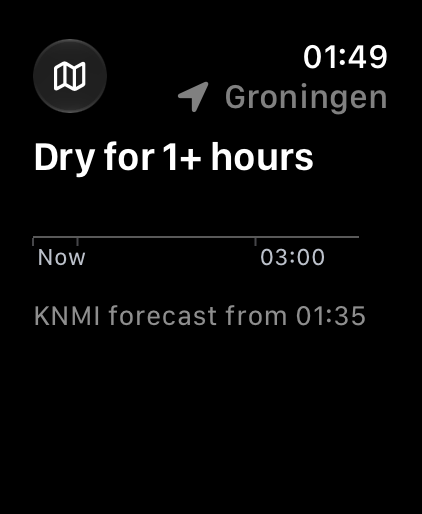 01:49
Groningen
Dry for 1+ hours
Now 03:00
KNMI forecast from 01:35